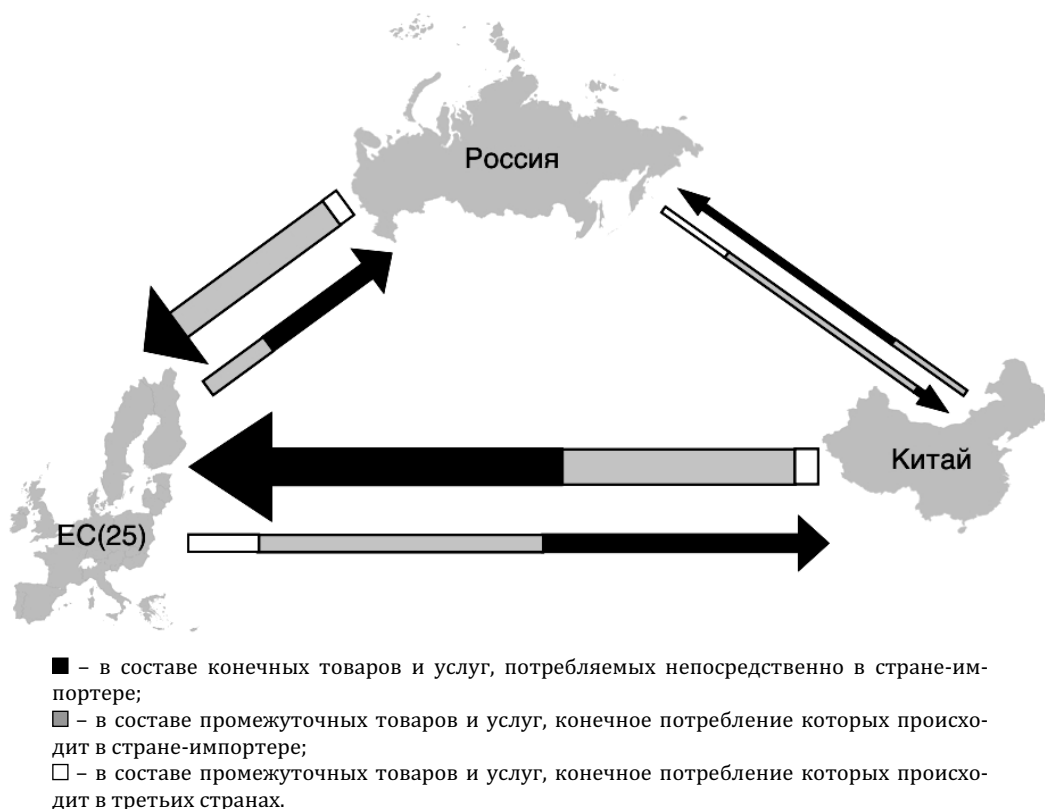 Россия
Китай
ЕС(25)
■ – в составе конечных товаров и услуг, потребляемых непосредственно в стране-им-
портере;
■ – в составе промежуточных товаров и услуг, конечное потребление которых происхо-
дит в стране-импортере;
□ – в составе промежуточных товаров и услуг, конечное потребление которых происхо-
дит в третьих странах.